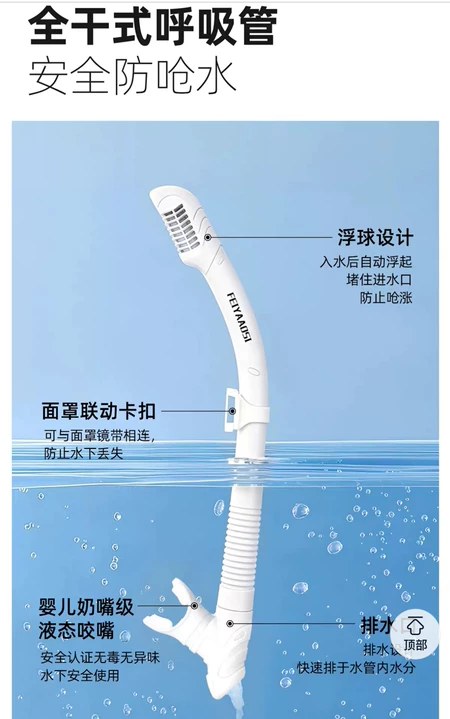 全干式呼吸管
安全防呛水
浮球设计
入水后自动浮起
堵住进水口
防止呛涨
FEIYAAOSI
面罩联动卡扣
可与面罩镜带相连，
防止水下丢失
婴儿奶嘴级
液态咬嘴
安全认证无毒无异味
水下安全使用
排水
顶部
排水设
快速排于水管内水分